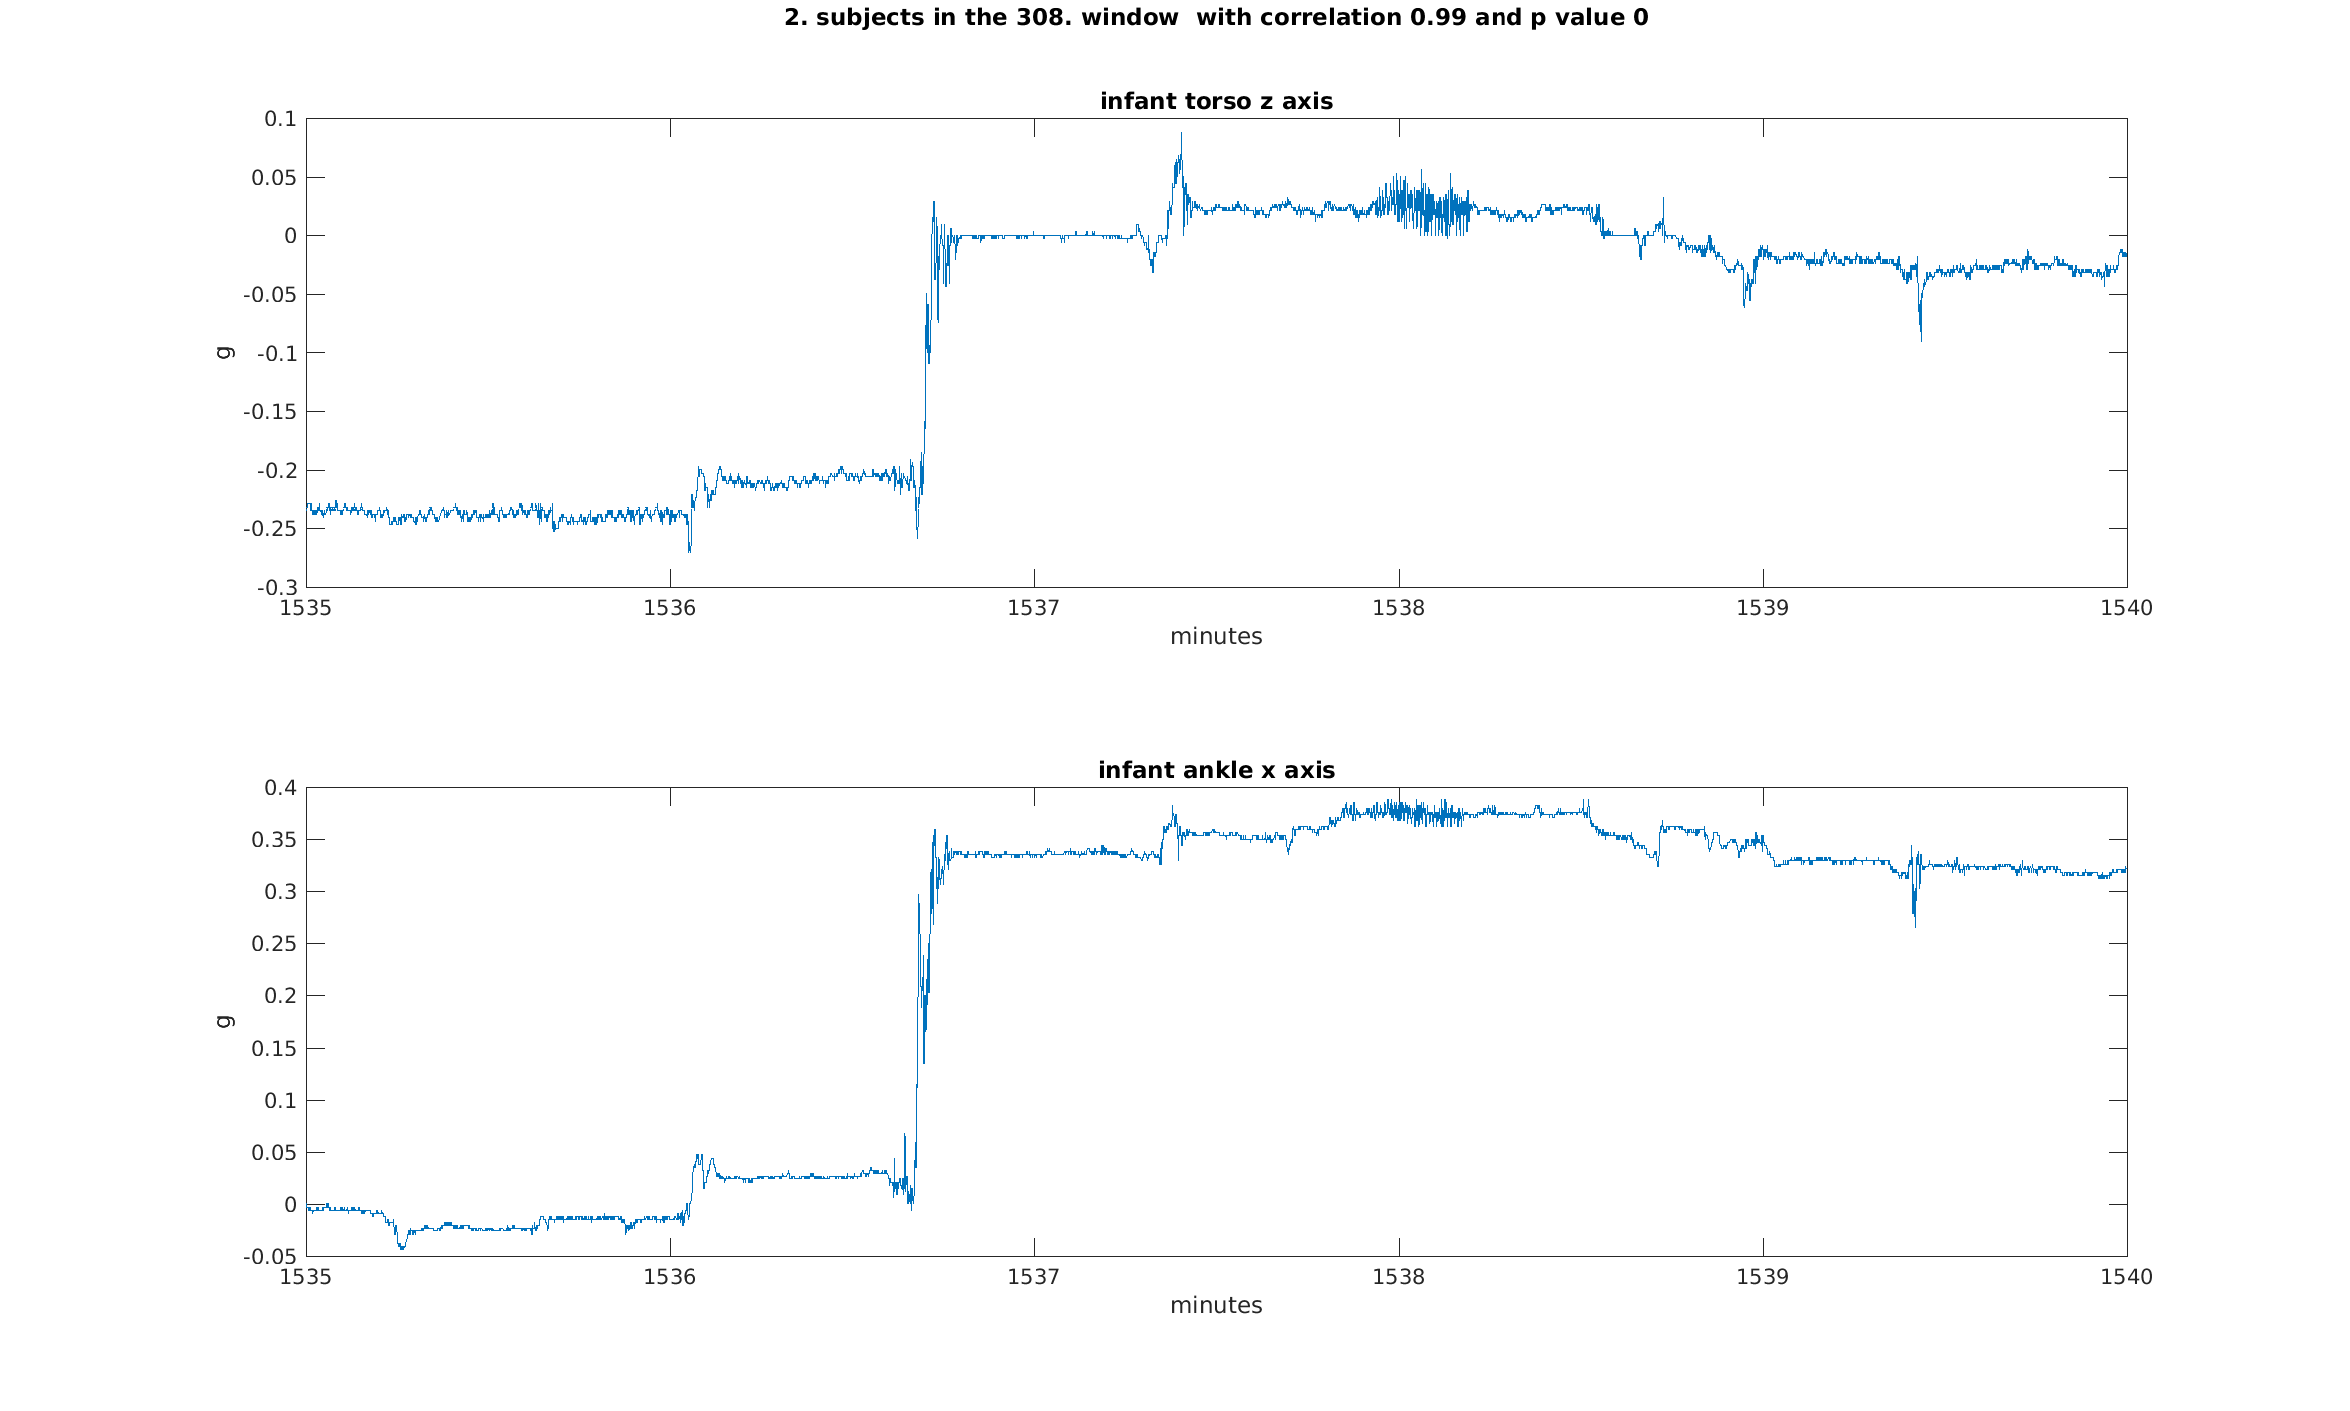 2. subjects in the 308. window  with correlation 0.99 and p value 0
infant torso z axis
0.1
0.05
0
-0.05
-0.1
-0.15
-0.2
-0.25
-0.3
g
1535 1536 1537 1538 1539 1540
minutes
infant ankle x axis
0.4
0.35
0.3
0.25
0.2
0.15
0.1
0.05
0
-0.05
g
1535 1536 1537 1538 1539 1540
minutes